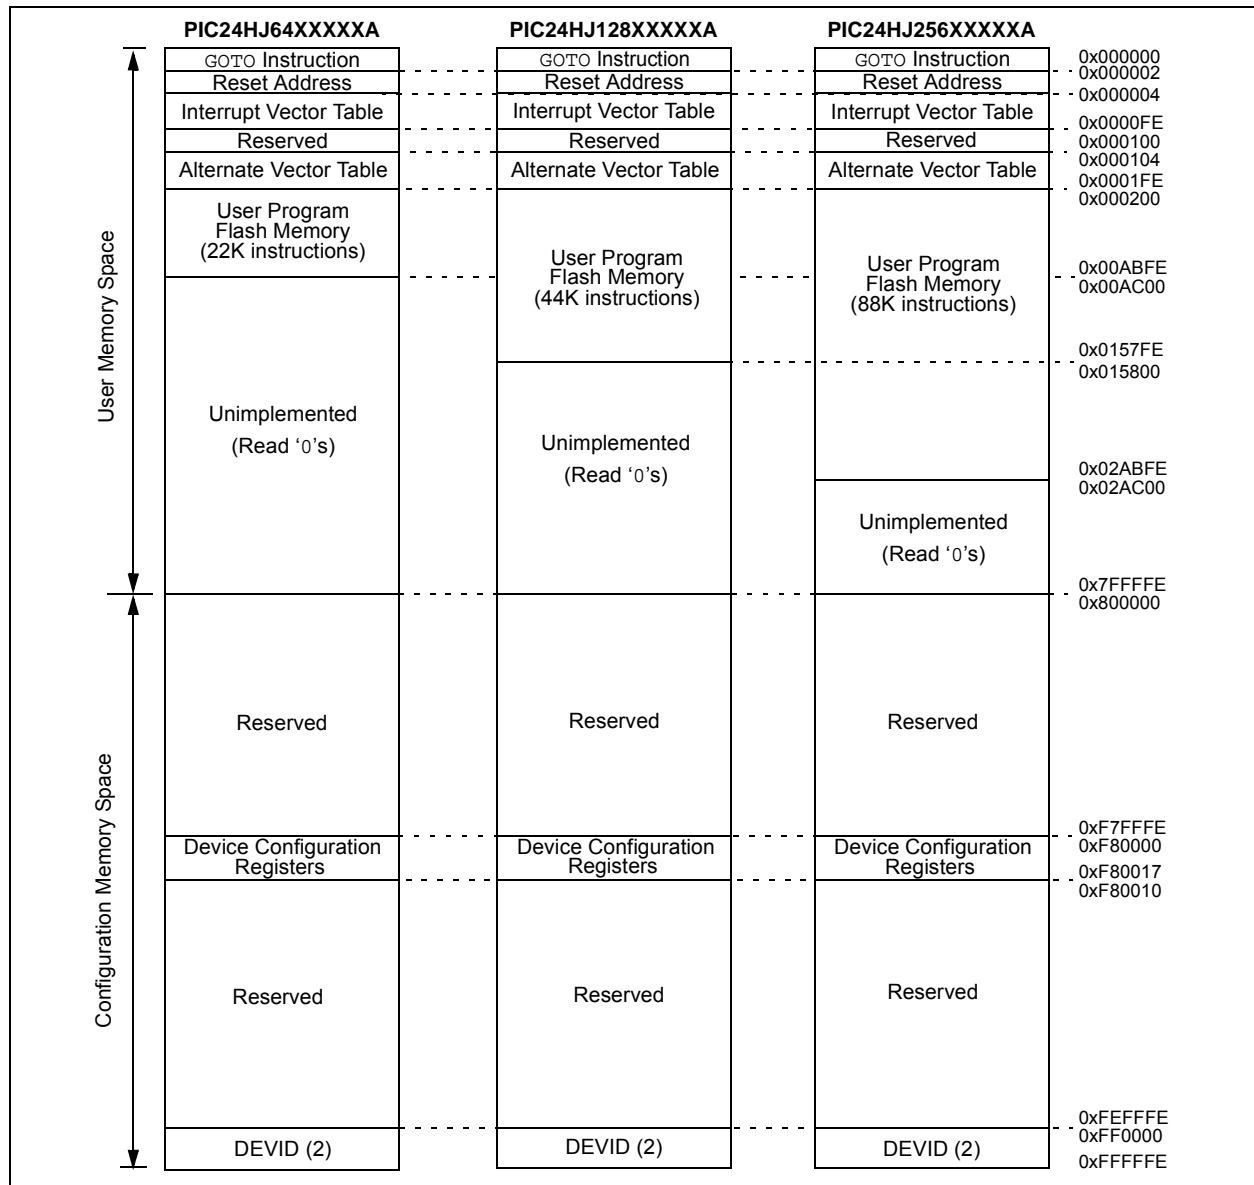 PIC24HJ64XXXXXA
PIC24HJ128XXXXXA
PIC24HJ256XXXXXA
GOTO Instruction
GOTO Instruction
GOTO Instruction
0x000000
0x000002
Reset Address
Reset Address
Reset Address
0x000004
Interrupt Vector Table
Interrupt Vector Table
Interrupt Vector Table
0x0000FE
Reserved
Reserved
Reserved
0x000100
0x000104
Alternate Vector Table
Alternate Vector Table
Alternate Vector Table
0x0001FE
0x000200
User Program
Flash Memory
(22K instructions)
User Program
Flash Memory
(44K instructions)
User Program
Flash Memory
(88K instructions)
0x00ABFE
0x00AC00
0x0157FE
0x015800
User Memory Space
Unimplemented
(Read ‘0’s)
Unimplemented
(Read ‘0’s)
0x02ABFE
0x02AC00
Unimplemented
(Read ‘0’s)
0x7FFFFE
0x800000
Reserved
Reserved
Reserved
0xF7FFFE
0xF80000
Device Configuration
Registers
Device Configuration
Registers
Device Configuration
Registers
0xF80017
0xF80010
Configuration Memory Space
Reserved
Reserved
Reserved
0xFEFFFE
0xFF0000
DEVID (2)
DEVID (2)
DEVID (2)
0xFFFFFE